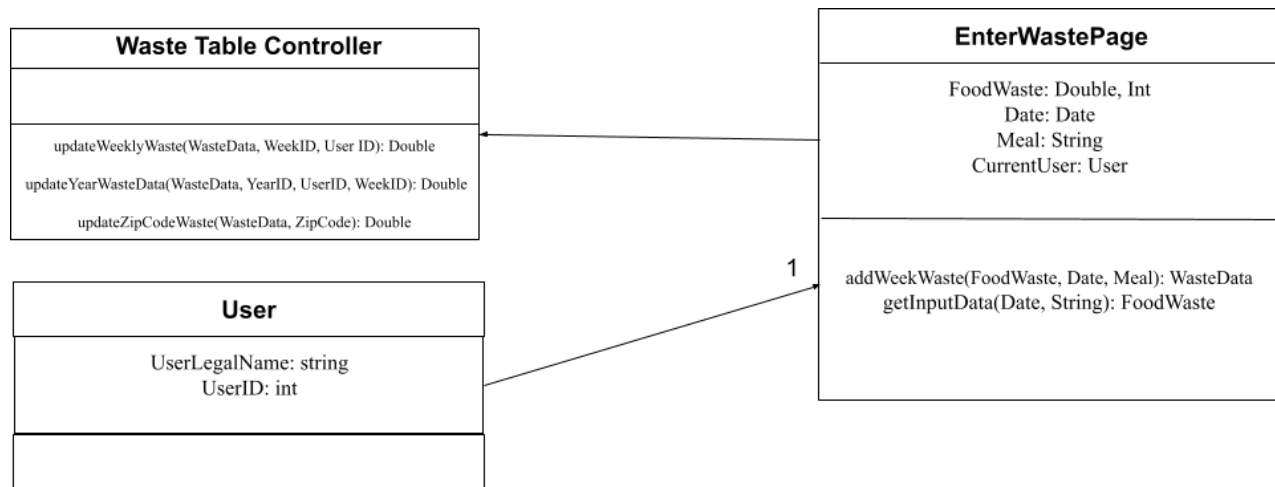 Waste Table Controller
updateWeeklyWaste(WasteData, WeekID, User ID): Double
updateYearWasteData(WasteData, YearID, UserID, WeekID): Double
updateZipCodeWaste(WasteData, ZipCode): Double
EnterWastePage
FoodWaste: Double, Int
Date: Date
Meal: String
CurrentUser: User
addWeekWaste(FoodWaste, Date, Meal): WasteData
getInputData(Date, String): FoodWaste
1
User
UserLegalName: string
UserID: int